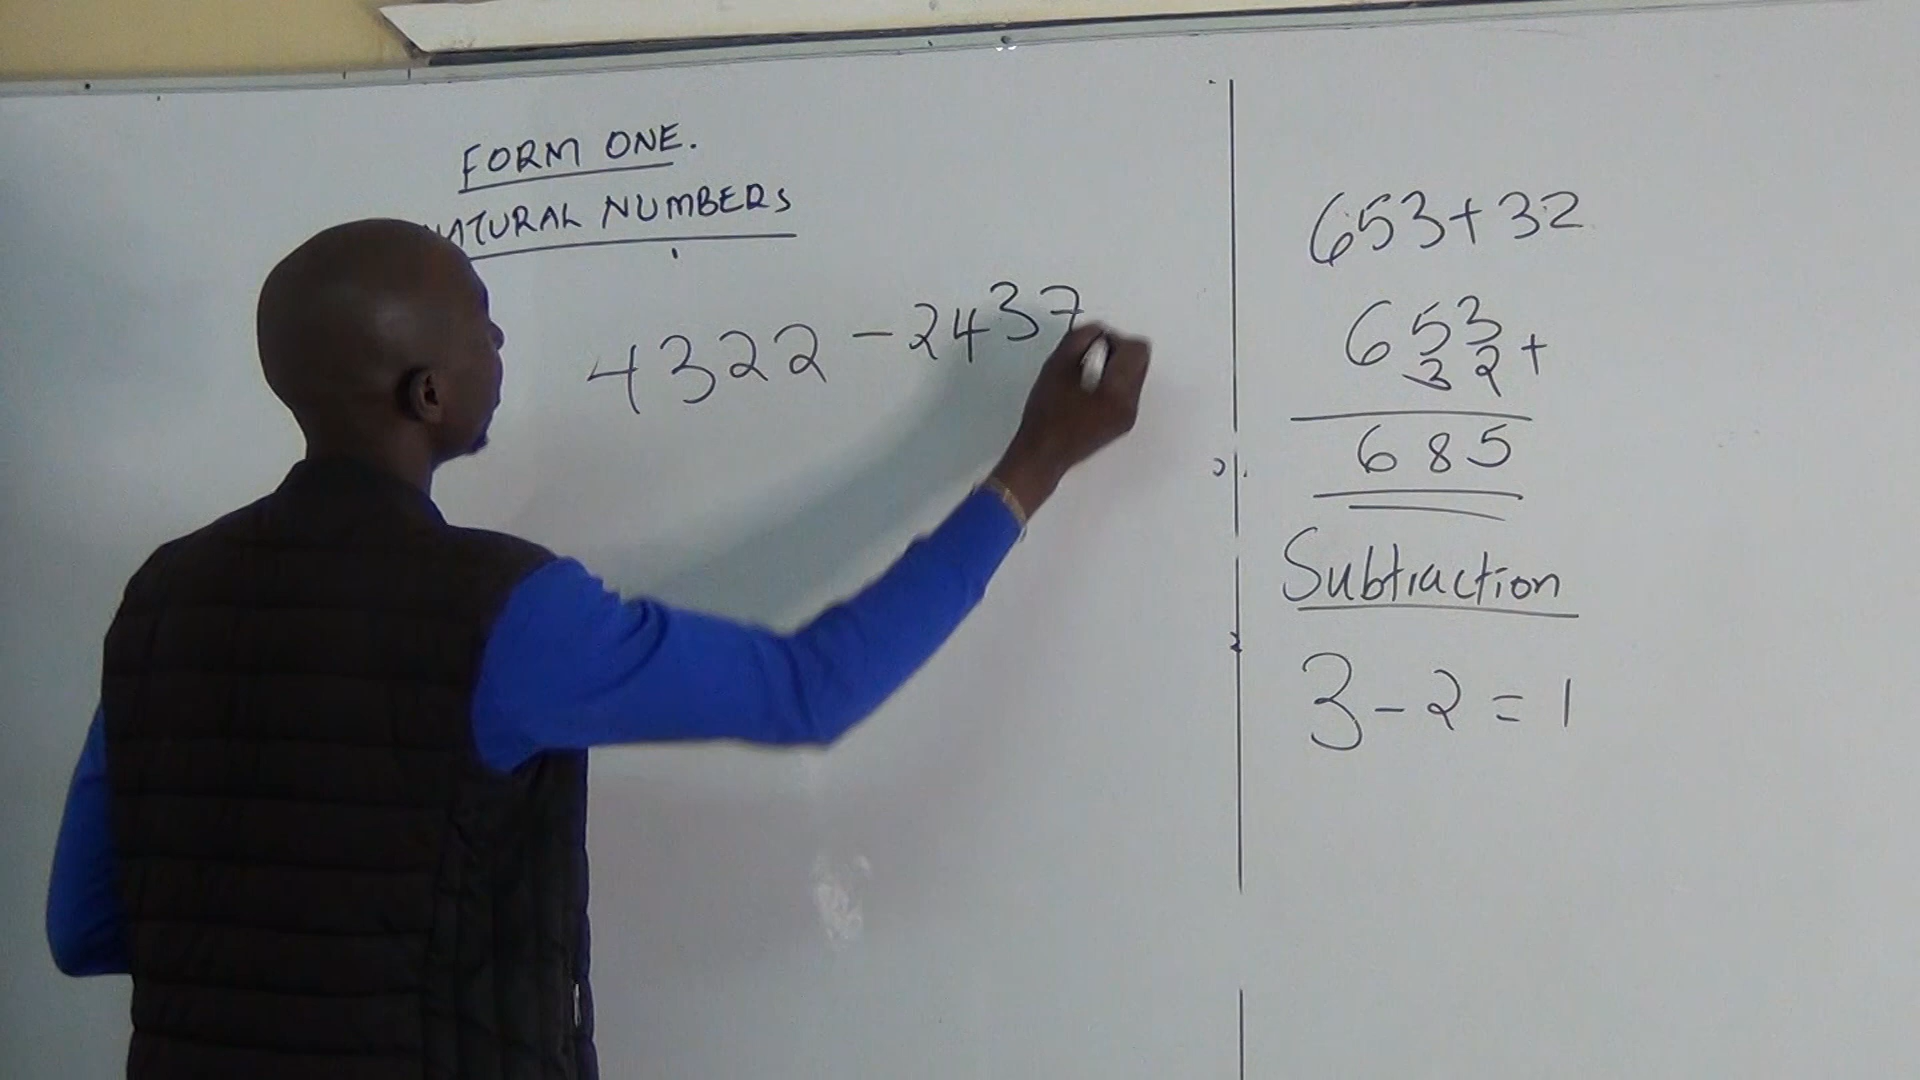 FORM ONE.
NATURAL NUMBERS
4322 - 2437
653 + 32
653
32 +
685
Subtraction
3 - 2 = 1